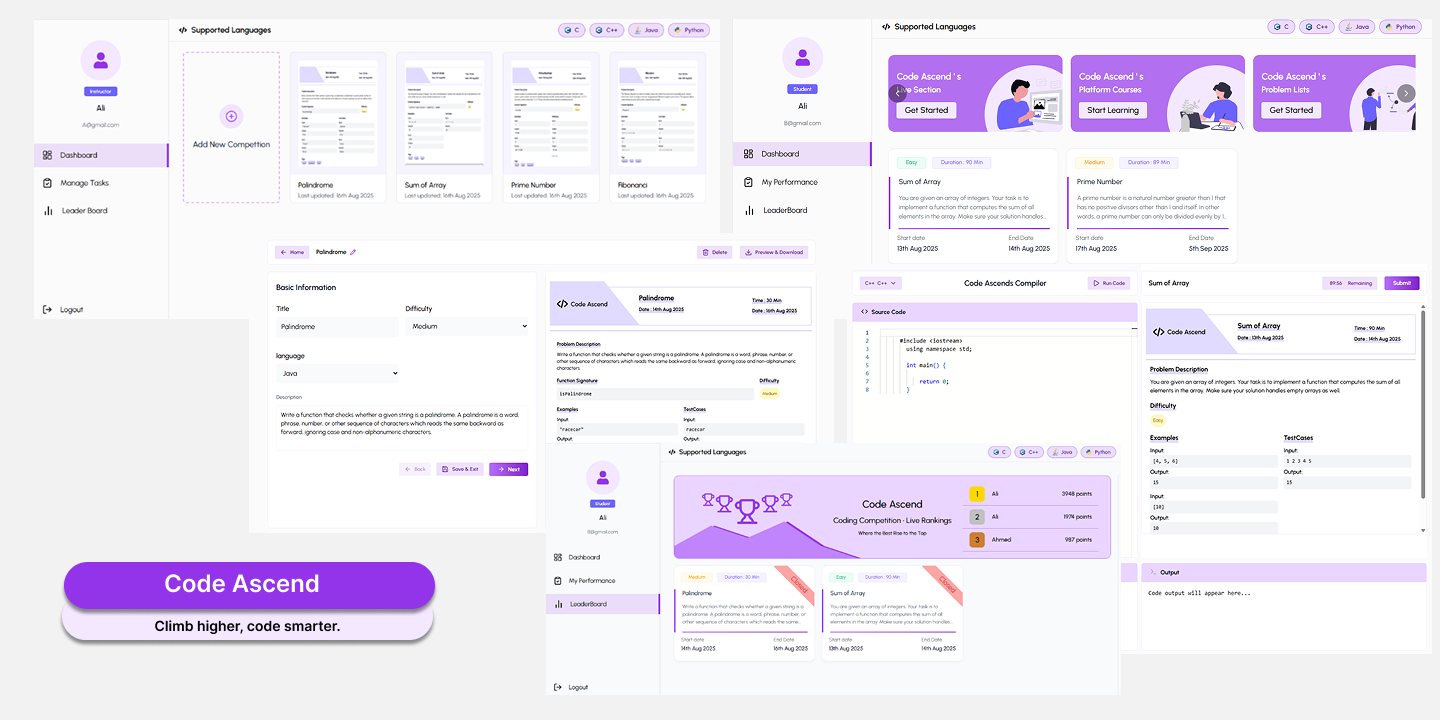 Supported Languages
C
C++
Java
Python
Instructor
Ali
A@gmail.com
Dashboard
Manage Tasks
Leader Board
Logout
Add New Compettion
Palindrome
Last updated: 16th Aug 2025
Sum of Array
Last updated: 16th Aug 2025
Prime Number
Last updated: 16th Aug 2025
Fibonanci
Last updated: 16th Aug 2025
Supported Languages
C
C++
Java
Python
Student
Ali
B@gmail.com
Dashboard
My Performance
LeaderBoard
Code Ascend 's
Section
Get Started
Code Ascend 's
Platform Courses
Start Learning
Code Ascend 's
Problem Lists
Get Started
Easy
Duration : 90 Min
Sum of Array
You are given an array of integers. Your task is to
implement a function that computes the sum of all
elements in the array. Make sure your solution handles...
Start date
End Date
13th Aug 2025
14th Aug 2025
Medium
Duration : 89 Min
Prime Number
A prime number is a natural number greater than 1 that
has no positive divisors other than 1 and itself. In other
words, a prime number can only be divided evenly by 1...
Start date
End Date
17th Aug 2025
5th Sep 2025
Home
Palindrome
Delete
Preview & Download
Basic Information
Title
Difficulty
Palindrome
Medium
language
Java
Description
Write a function that checks whether a given string is a palindrome. A palindrome is a word,
phrase, number, or other sequence of characters which reads the same backward as
forward, ignoring case and non-alphanumeric characters.
Back
Save & Exit
Next
Code Ascend
Palindrome
Date : 14th Aug 2025
Time : 30 Min
Date : 16th Aug 2025
Problem Description
Write a function that checks whether a given string is a palindrome. A palindrome is a word, phrase, number, or
other sequence of characters which reads the same backward as forward, ignoring case and non-alphanumeric
characters.
Function Signature
Difficulty
isPalindrome
Medium
Examples
TestCases
Input:
Input:
"racecar"
racecar
Output:
Output:
C++ C++
Code Ascends Compiler
Run Code
Source Code
1
2 #include <iostream>
3 using namespace std;
4
5 int main() {
6
7 return 0;
8 }
Sum of Array
89:56 Remaining
Submit
Code Ascend
Sum of Array
Date : 13th Aug 2025
Time : 90 Min
Date : 14th Aug 2025
Problem Description
You are given an array of integers. Your task is to implement a function that computes the sum of all
elements in the array. Make sure your solution handles empty arrays as well.
Difficulty
Easy
Examples
TestCases
Input:
Input:
[4, 5, 6]
1 2 3 4 5
Output:
Output:
15
15
Input:
[10]
Output:
10
Output
Code output will appear here...
Supported Languages
C
C++
Java
Python
Student
Ali
B@gmail.com
Dashboard
My Performance
LeaderBoard
Logout
Code Ascend
Coding Competition - Live Rankings
Where the Best Rise to the Top
1 Ali 3948 points
2 Ali 1974 points
3 Ahmed 987 points
Medium
Duration: 30 Min
Closed
Palindrome
Write a function that checks whether a given string is a
palindrome. A palindrome is a word, phrase, number, or
other sequence of characters which reads the same...
Start date
End Date
14th Aug 2025
16th Aug 2025
Easy
Duration : 90 Min
Closed
Sum of Array
You are given an array of integers. Your task is to
implement a function that computes the sum of all
elements in the array. Make sure your solution handles...
Start date
End Date
13th Aug 2025
14th Aug 2025
Code Ascend
Climb higher, code smarter.